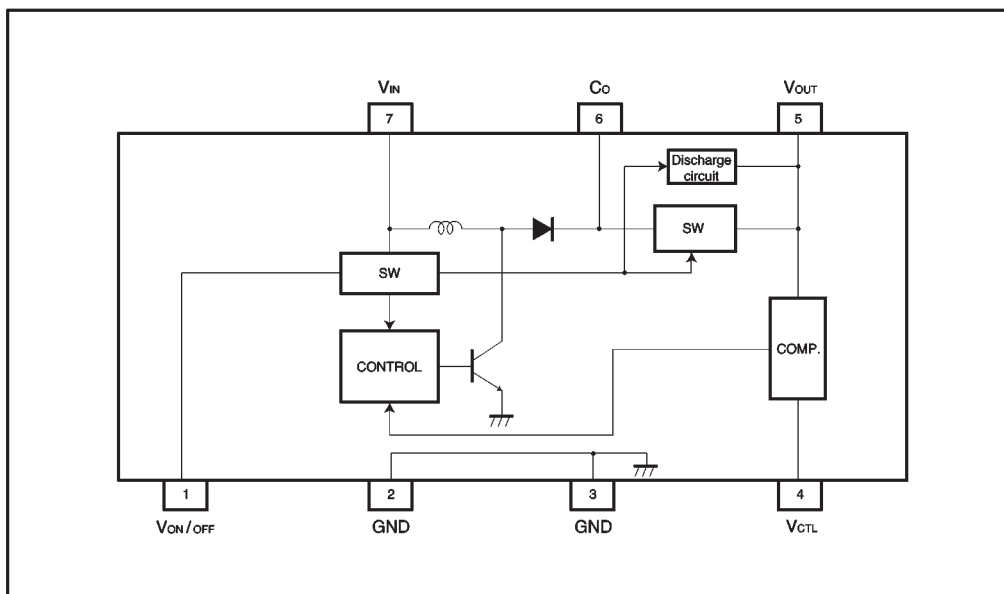 VIN
CO
VOUT
7
6
5
Discharge
circuit
SW
SW
CONTROL
COMP.
1
2
3
4
VON/OFF
GND
GND
VCTL